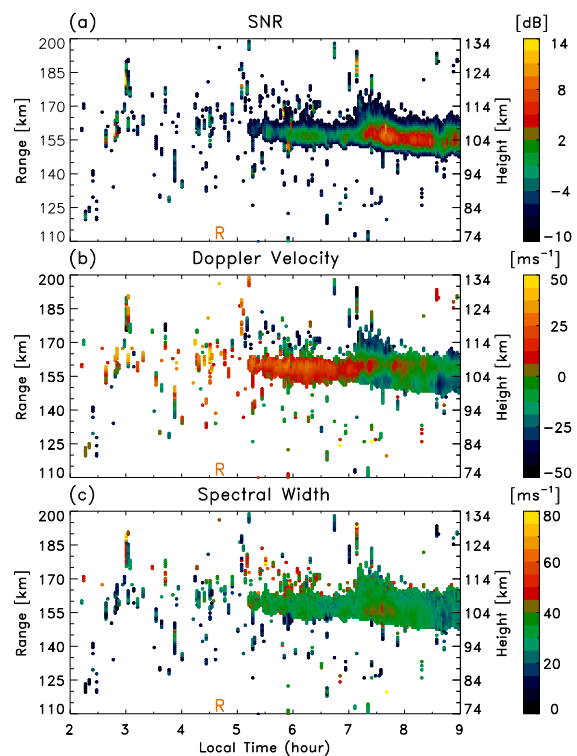 (a) SNR [dB]
200 134 14
185 124 8
170 114 2
155 104 −4
140 94 −10
125 84
110 74
Range [km] Height [km]
R
(b) Doppler Velocity [ms⁻¹]
200 134 50
185 124 25
170 114 0
155 104 −25
140 94 −50
125 84
110 74
Range [km] Height [km]
R
(c) Spectral Width [ms⁻¹]
200 134 80
185 124 60
170 114 40
155 104 20
140 94 0
125 84
110 74
Range [km] Height [km]
R
2 3 4 5 6 7 8 9
Local Time (hour)